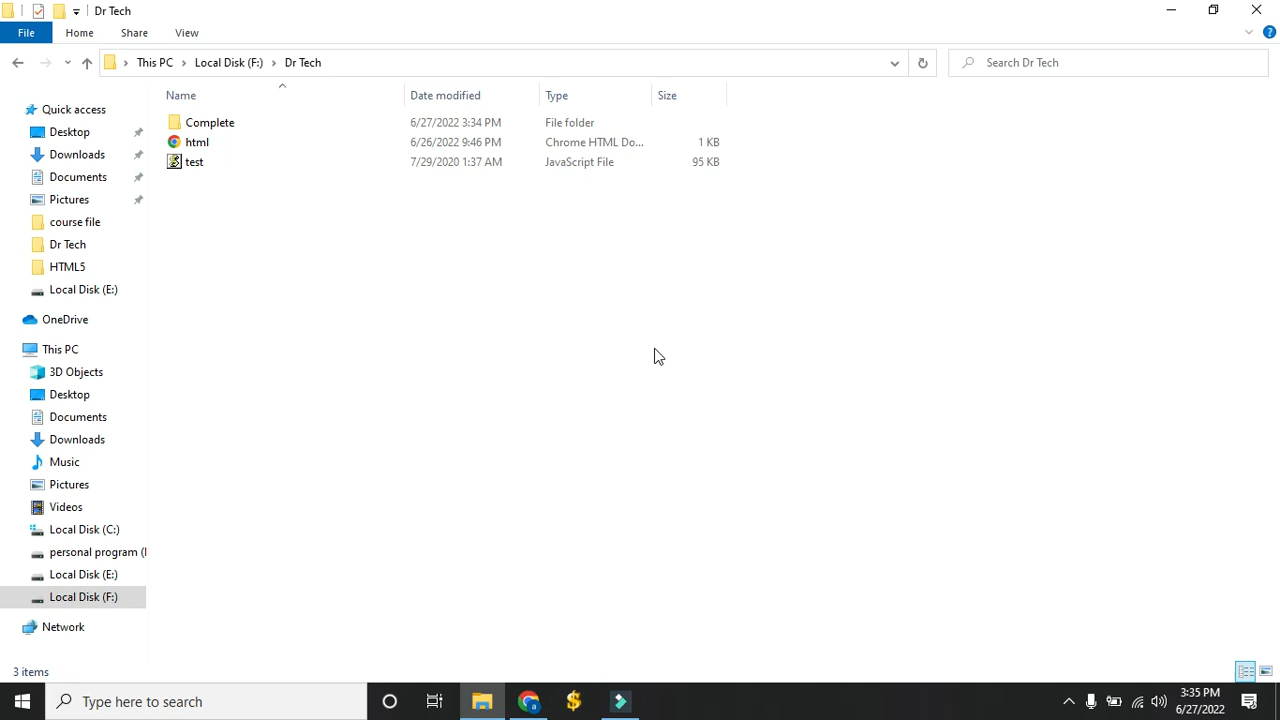 Dr Tech
File Home Share View
This PC Local Disk (F:) Dr Tech
Search Dr Tech
Name Date modified Type Size
Complete 6/27/2022 3:34 PM File folder
html 6/26/2022 9:46 PM Chrome HTML Do... 1 KB
test 7/29/2020 1:37 AM JavaScript File 95 KB
Quick access
Desktop
Downloads
Documents
Pictures
course file
Dr Tech
HTML5
Local Disk (E:)
OneDrive
This PC
3D Objects
Desktop
Documents
Downloads
Music
Pictures
Videos
Local Disk (C:)
personal program (
Local Disk (E:)
Local Disk (F:)
Network
3 items
Type here to search
3:35 PM
6/27/2022